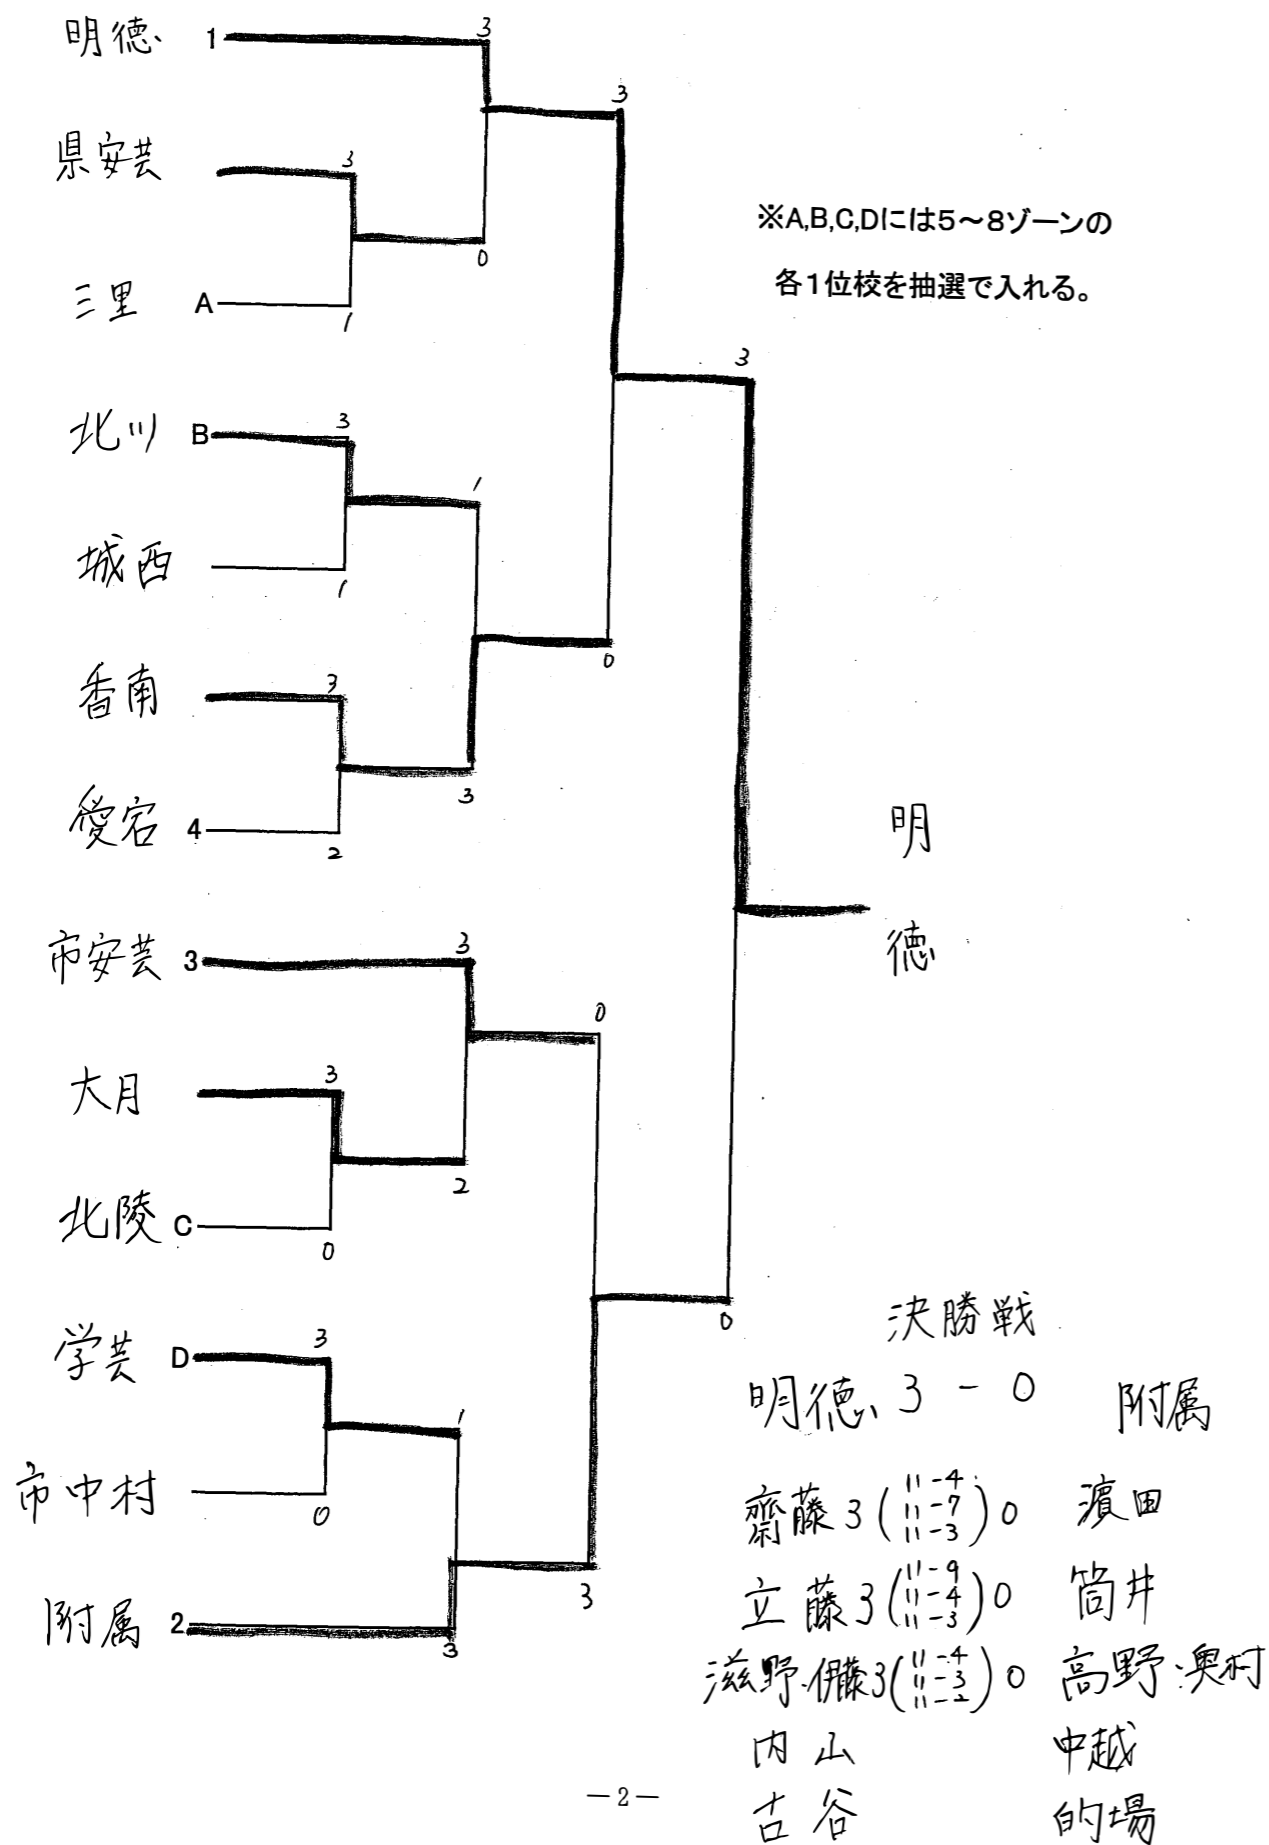 明徳 1 3
3
県安芸 3
0
三里 A 1
※A,B,C,Dには5～8ゾーンの
各1位校を抽選で入れる。
3
北川 B 3
1
城西 1
0
香南 3
3
愛宕 4 2
明徳
市安芸 3 3
0
大月 3
2
北陵 C 0
0
学芸 D 3
1
市中村 0
3
附属 2 3
決勝戦
明徳 3 - 0 附属
齋藤 3 (11-4 11-7 11-3) 0 濱田
立藤 3 (11-9 11-4 11-3) 0 筒井
滋野・伊藤 3 (11-4 11-3 11-2) 0 高野・奥村
内山 中越
古谷 的場
－2－